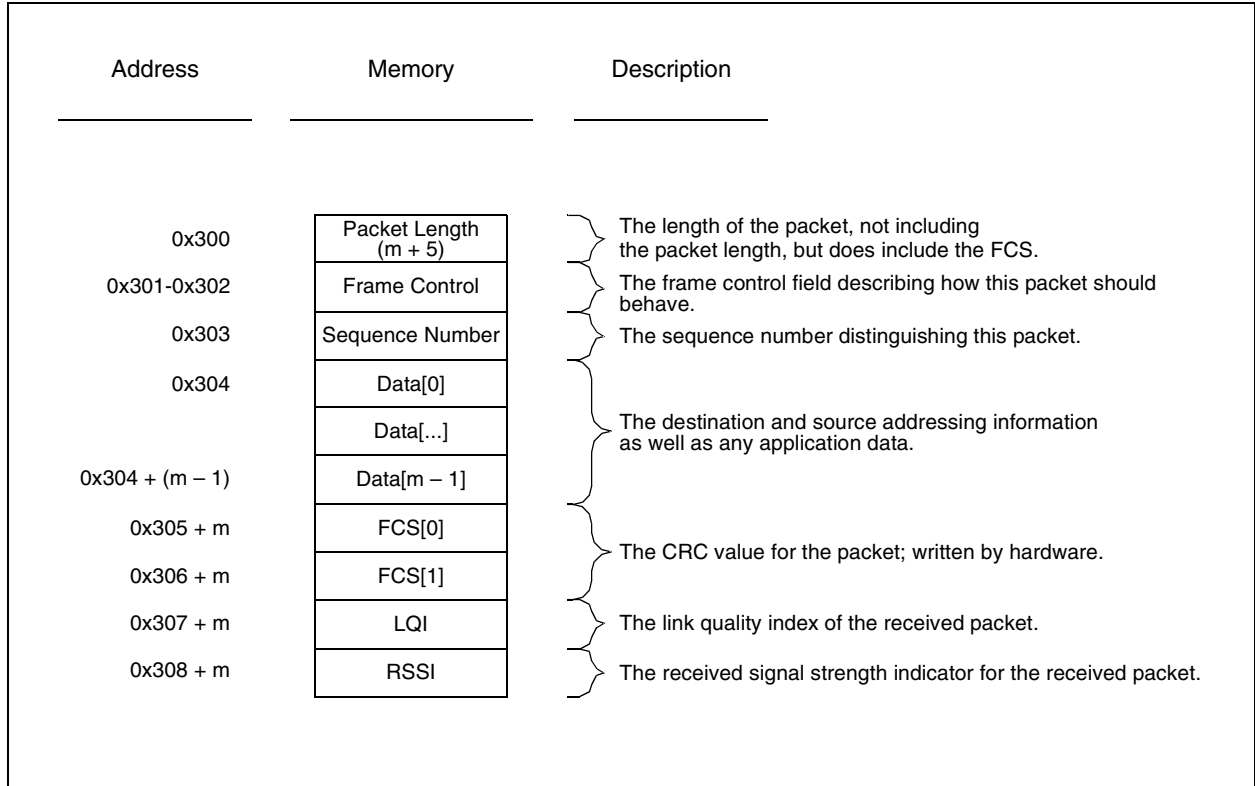 Address Memory Description
0x300 Packet Length
(m + 5) The length of the packet, not including
the packet length, but does include the FCS.
0x301-0x302 Frame Control The frame control field describing how this packet should
behave.
0x303 Sequence Number The sequence number distinguishing this packet.
0x304 Data[0]
Data[...] The destination and source addressing information
as well as any application data.
0x304 + (m – 1) Data[m – 1]
0x305 + m FCS[0]
The CRC value for the packet; written by hardware.
0x306 + m FCS[1]
0x307 + m LQI The link quality index of the received packet.
0x308 + m RSSI The received signal strength indicator for the received packet.